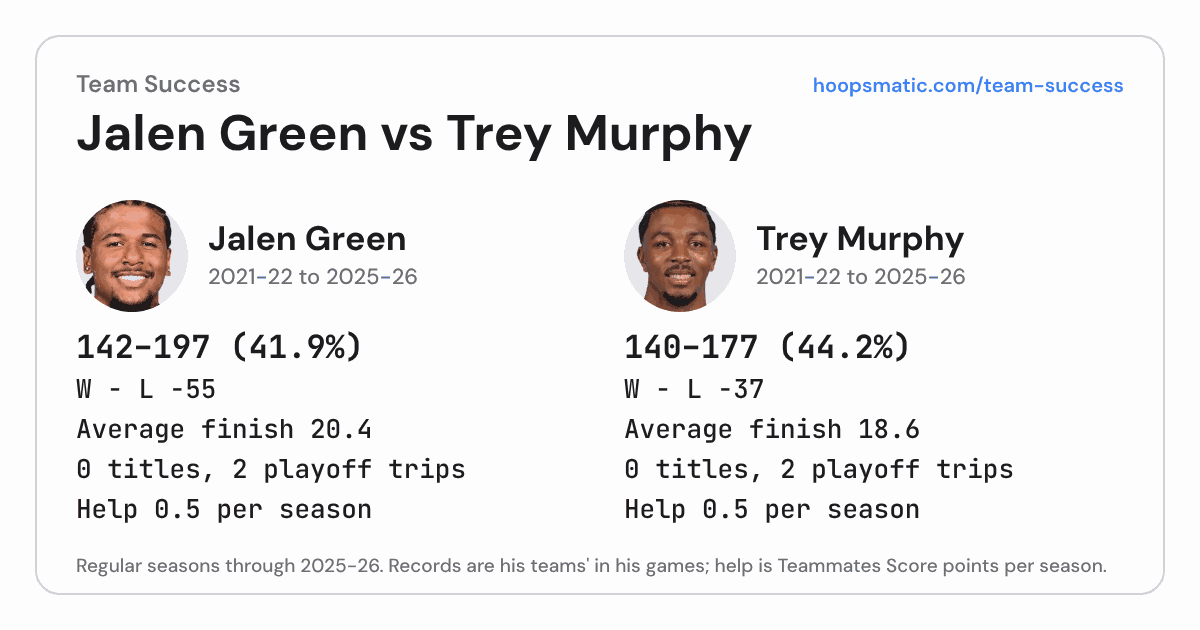 Team Success
hoopsmatic.com/team-success
Jalen Green vs Trey Murphy
Jalen Green
2021-22 to 2025-26
142-197 (41.9%)
W - L -55
Average finish 20.4
0 titles, 2 playoff trips
Help 0.5 per season
Trey Murphy
2021-22 to 2025-26
140-177 (44.2%)
W - L -37
Average finish 18.6
0 titles, 2 playoff trips
Help 0.5 per season
Regular seasons through 2025-26. Records are his teams' in his games; help is Teammates Score points per season.